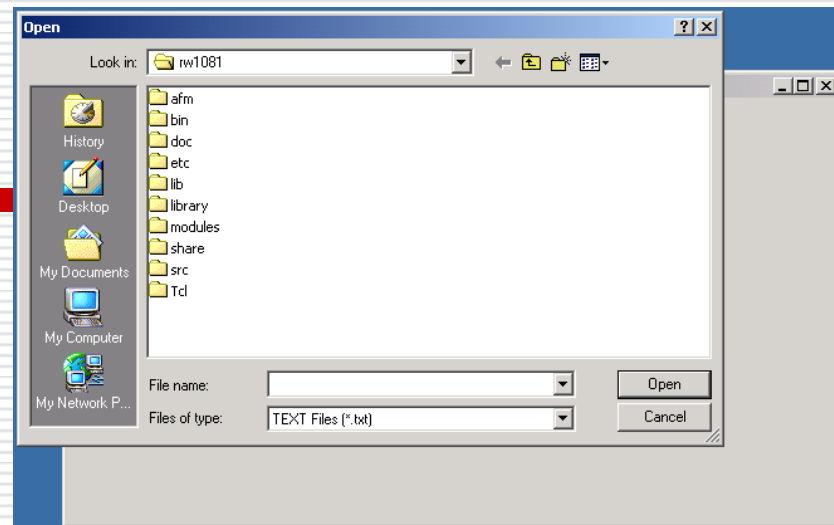 Open
Look in: rw1081
History
Desktop
My Documents
My Computer
My Network P...
afm
bin
doc
etc
lib
library
modules
share
src
Tcl
File name:
Open
Files of type: TEXT Files (*.txt)
Cancel